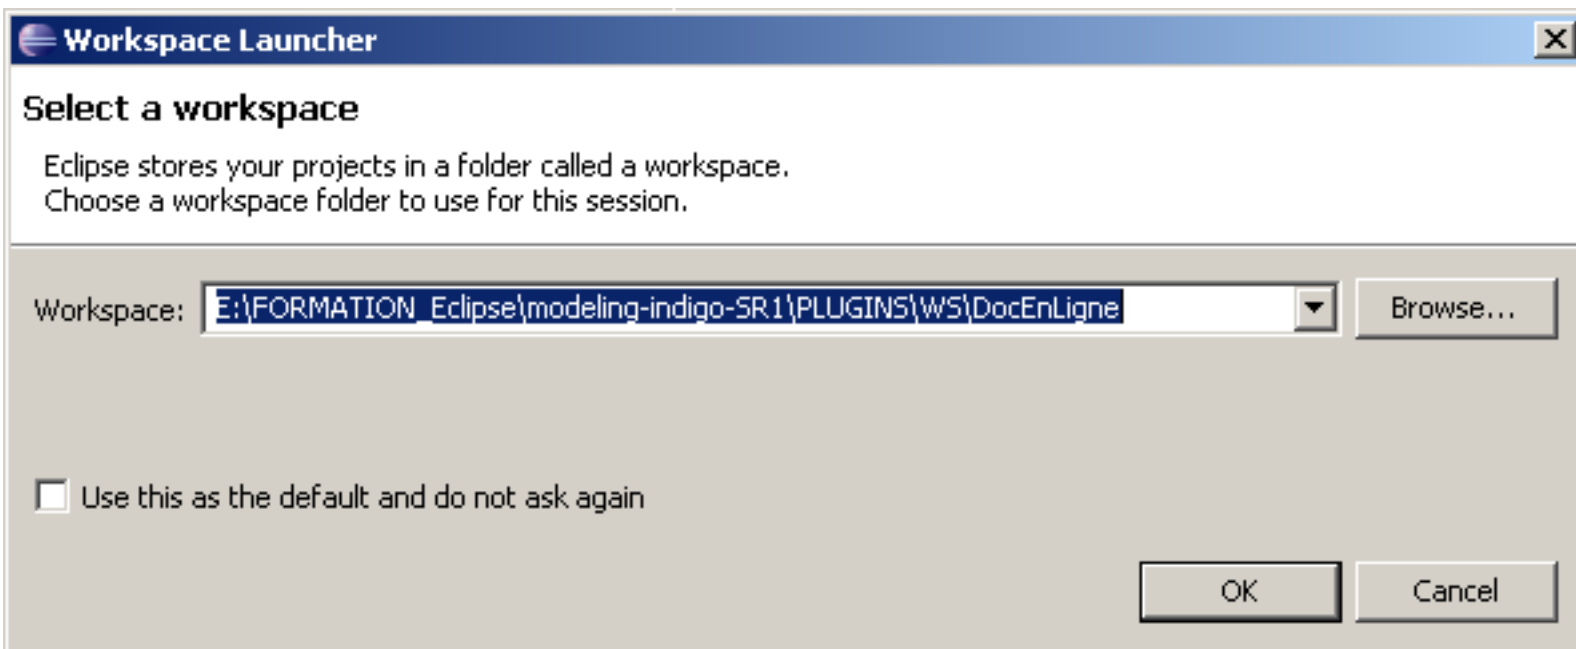 Workspace Launcher
Select a workspace
Eclipse stores your projects in a folder called a workspace.
Choose a workspace folder to use for this session.
Workspace: E:\FORMATION_Eclipse\modeling-indigo-SR1\PLUGINS\WS\DocEnLigne Browse...
Use this as the default and do not ask again
OK Cancel